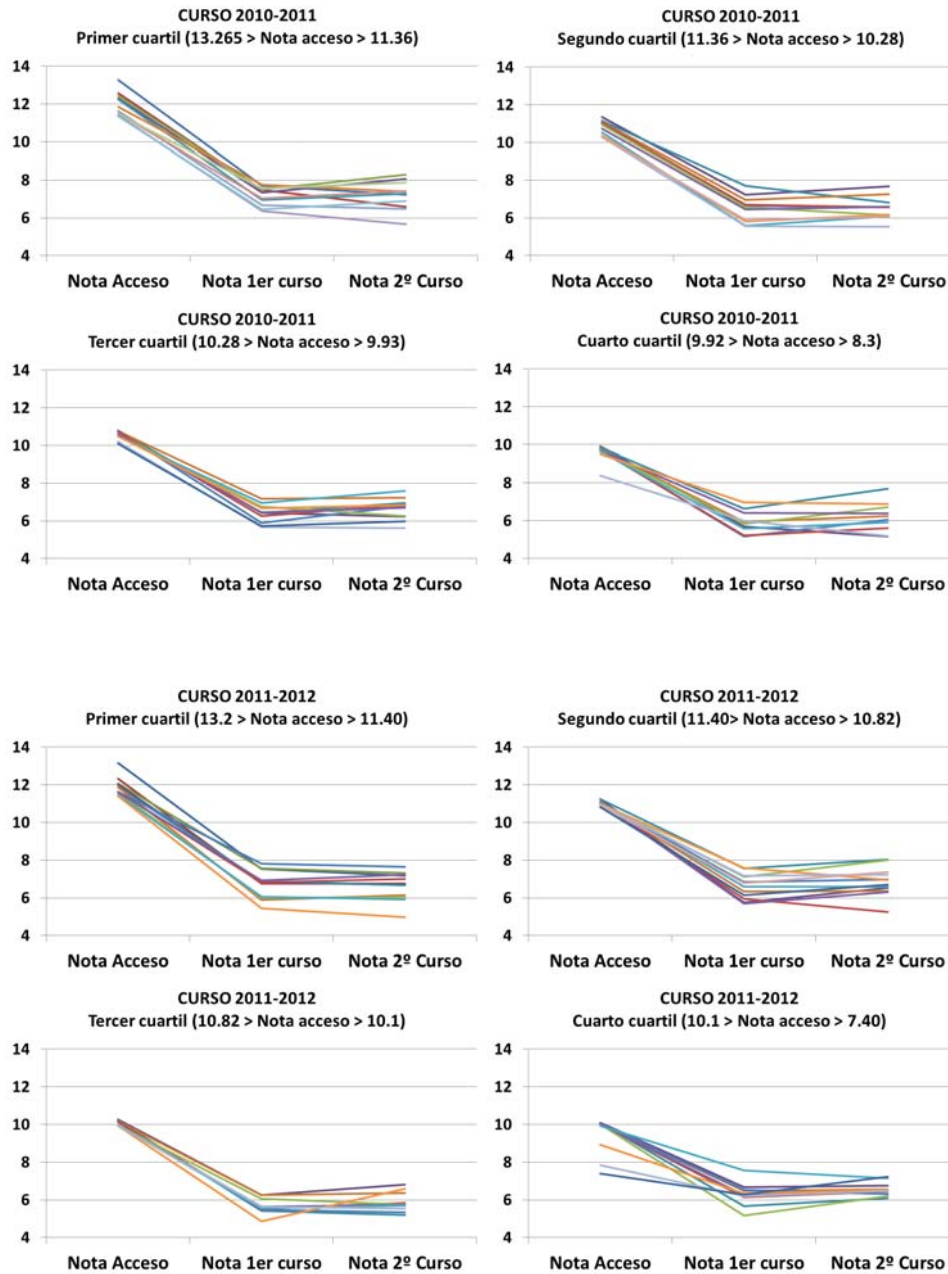 CURSO 2010-2011
Primer cuartil (13.265 > Nota acceso > 11.36)
14
12
10
8
6
4
Nota Acceso Nota 1er curso Nota 2º Curso
CURSO 2010-2011
Segundo cuartil (11.36 > Nota acceso > 10.28)
14
12
10
8
6
4
Nota Acceso Nota 1er curso Nota 2º Curso
CURSO 2010-2011
Tercer cuartil (10.28 > Nota acceso > 9.93)
14
12
10
8
6
4
Nota Acceso Nota 1er curso Nota 2º Curso
CURSO 2010-2011
Cuarto cuartil (9.92 > Nota acceso > 8.3)
14
12
10
8
6
4
Nota Acceso Nota 1er curso Nota 2º Curso
CURSO 2011-2012
Primer cuartil (13.2 > Nota acceso > 11.40)
14
12
10
8
6
4
Nota Acceso Nota 1er curso Nota 2º Curso
CURSO 2011-2012
Segundo cuartil (11.40> Nota acceso > 10.82)
14
12
10
8
6
4
Nota Acceso Nota 1er curso Nota 2º Curso
CURSO 2011-2012
Tercer cuartil (10.82 > Nota acceso > 10.1)
14
12
10
8
6
4
Nota Acceso Nota 1er curso Nota 2º Curso
CURSO 2011-2012
Cuarto cuartil (10.1 > Nota acceso > 7.40)
14
12
10
8
6
4
Nota Acceso Nota 1er curso Nota 2º Curso